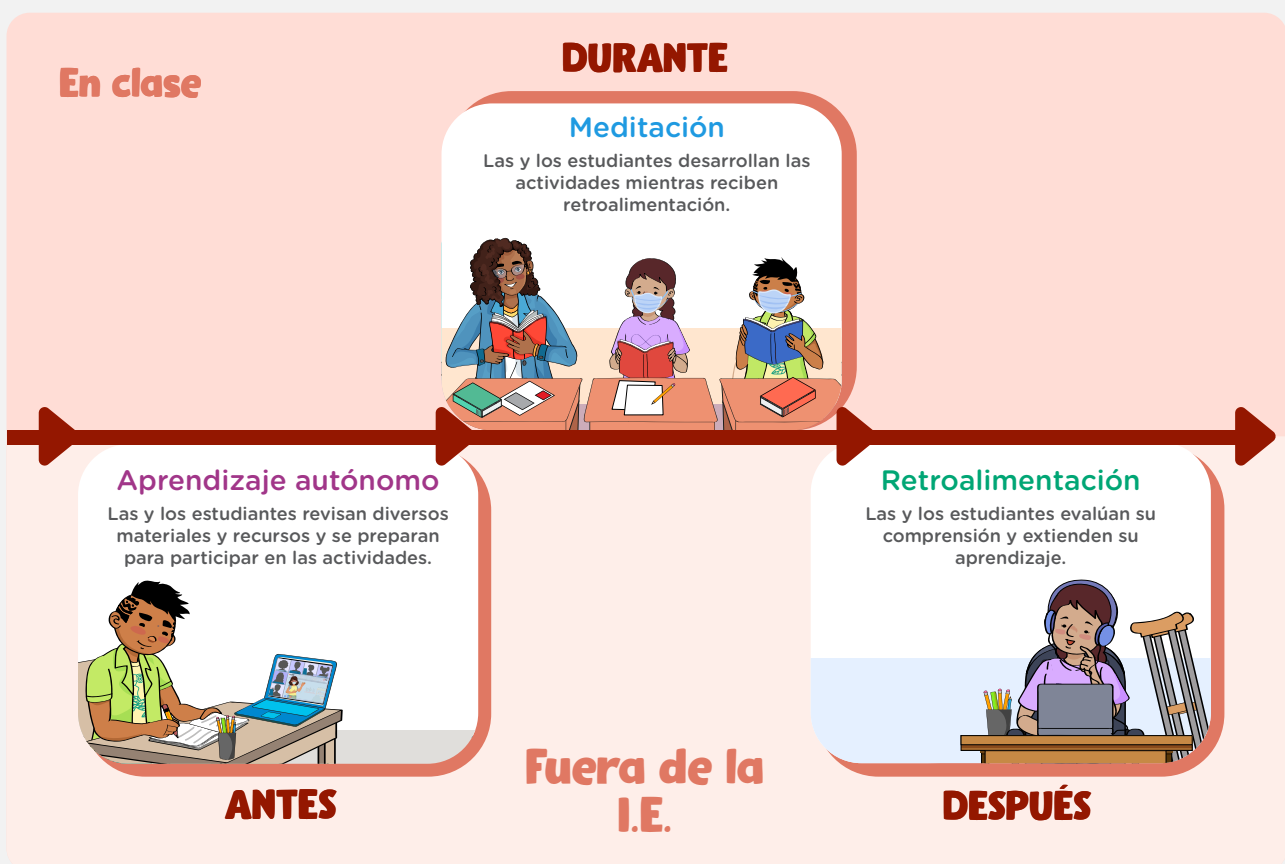 En clase
DURANTE
Meditación
Las y los estudiantes desarrollan las
actividades mientras reciben
retroalimentación.
Aprendizaje autónomo
Las y los estudiantes revisan diversos
materiales y recursos y se preparan
para participar en las actividades.
ANTES
Fuera de la
I.E.
Retroalimentación
Las y los estudiantes evalúan su
comprensión y extienden su
aprendizaje.
DESPUÉS